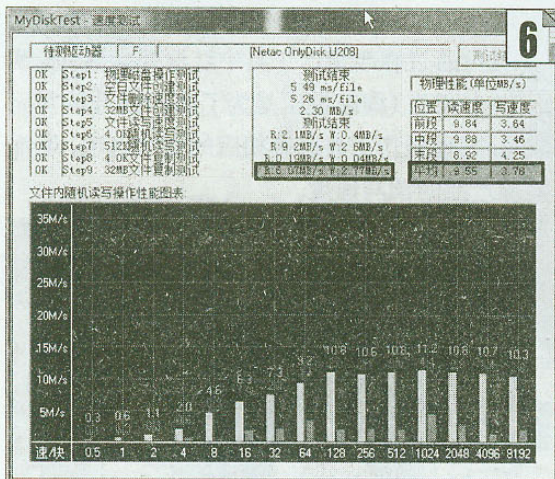 MyDiskTest - 速度测试
6
待测驱动器 F: [Netac OnlyDisk U208]
测试结束
OK Step1: 物理磁盘操作测试
OK Step2: 空白文件创建测试 5.49 ms/file
OK Step3: 文件删除速度测试 5.26 ms/file
OK Step4: 32MB文件创建测试 2.30 MB/s
OK Step5: 文件读写速度测试 测试结束
OK Step6: 4.0K随机读写测试 R:2.1MB/s W:0.4MB/s
OK Step7: 512K随机读写测试 R:9.2MB/s W:2.6MB/s
OK Step8: 4.0K文件复制测试 R:0.19MB/s W:0.04MB/s
OK Step9: 32MB文件复制测试 R:6.07MB/s W:2.77MB/s
物理性能(单位MB/s)
位置 读速度 写速度
前段 9.84 3.64
中段 9.88 3.46
末段 8.92 4.25
平均 9.55 3.78
文件内随机读写操作性能图表:
35M/s
30M/s
25M/s
20M/s
15M/s
10M/s
5M/s
0.3 0.6 1.1 2.0 4.6 6.3 7.3 9.2 10.8 10.6 10.8 11.2 10.8 10.7 10.3
速/块 0.5 1 2 4 8 16 32 64 128 256 512 1024 2048 4096 8192